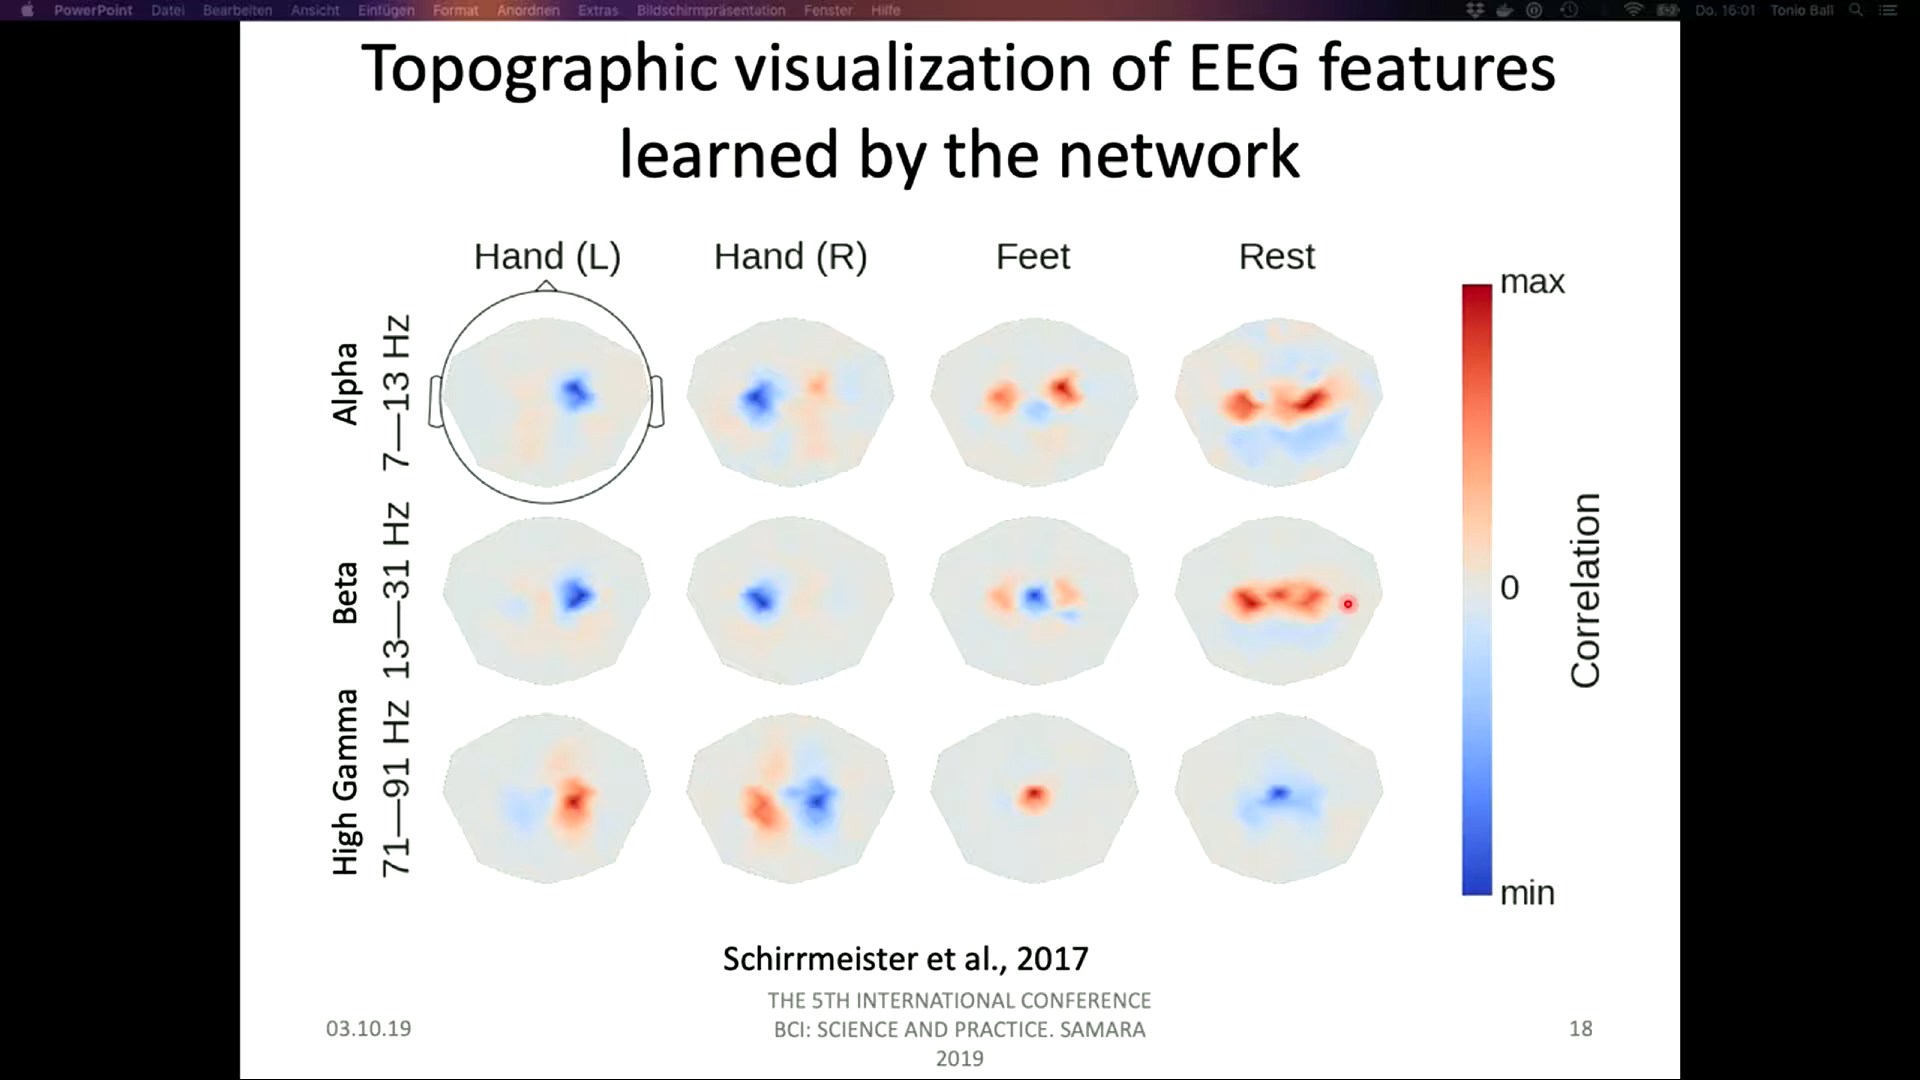 PowerPoint Datei Bearbeiten Ansicht Einfügen Format Anordnen Extras Bildschirmpräsentation Fenster Hilfe Do. 16:01 Tonio Ball
Topographic visualization of EEG features
learned by the network
Hand (L) Hand (R) Feet Rest
max
Alpha
7—13 Hz
Beta
13—31 Hz
0
Correlation
High Gamma
71—91 Hz
min
Schirrmeister et al., 2017
THE 5TH INTERNATIONAL CONFERENCE
03.10.19 BCI: SCIENCE AND PRACTICE. SAMARA 18
2019